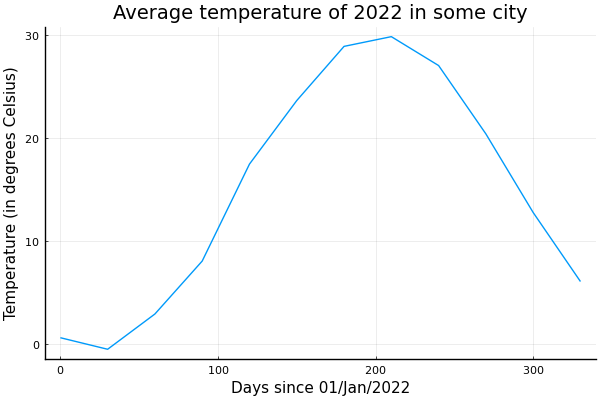 Average temperature of 2022 in some city
Temperature (in degrees Celsius)
30
20
10
0
0
100
200
300
Days since 01/Jan/2022